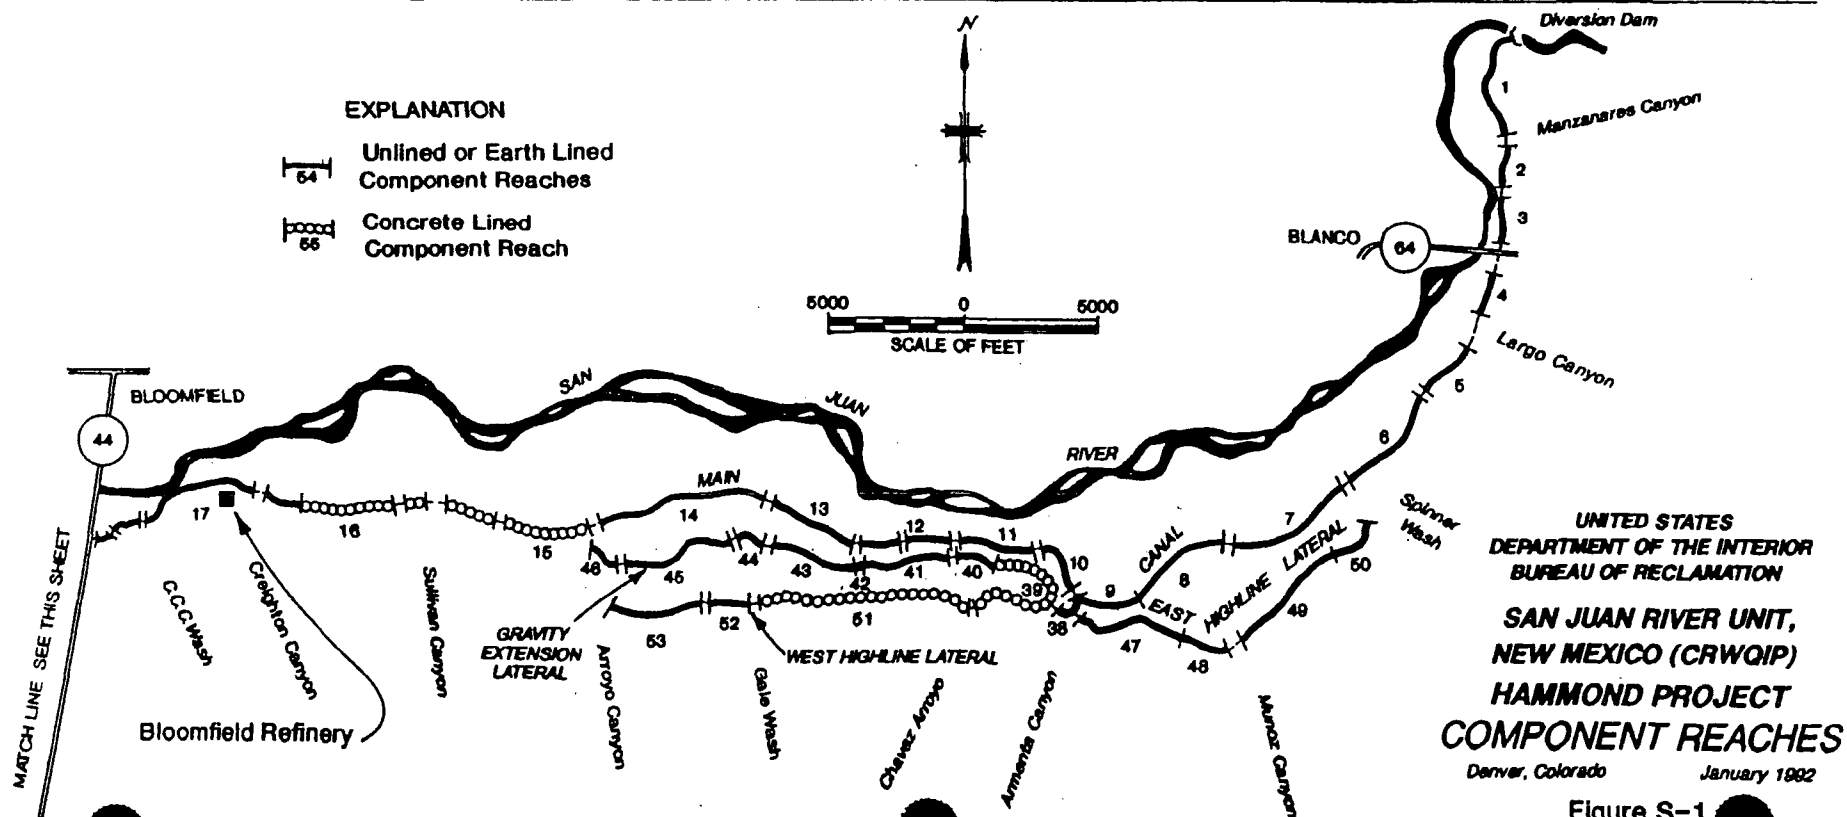 N
Diversion Dam
EXPLANATION
Unlined or Earth Lined
Component Reaches
54
Concrete Lined
Component Reach
55
1
Manzanares Canyon
2
3
BLANCO
64
4
5000 0 5000
SCALE OF FEET
Largo Canyon
5
6
BLOOMFIELD
44
SAN
JUAN
RIVER
MAIN
CANAL
17
16
15
14
13
12
11
10
9
8
7
Spinner
Wash
EAST HIGHLINE LATERAL
46
45
44
43
42
41
40
39
38
47
48
49
50
51
52
53
GRAVITY
EXTENSION
LATERAL
WEST HIGHLINE LATERAL
MATCH LINE SEE THIS SHEET
C.C. Wash
Creighton Canyon
Sullivan Canyon
Arroyo Canyon
Gale Wash
Chavez Arroyo
Armenta Canyon
Munoz Canyon
Bloomfield Refinery
UNITED STATES
DEPARTMENT OF THE INTERIOR
BUREAU OF RECLAMATION
SAN JUAN RIVER UNIT,
NEW MEXICO (CRWQIP)
HAMMOND PROJECT
COMPONENT REACHES
Denver, Colorado January 1992
Figure S-1